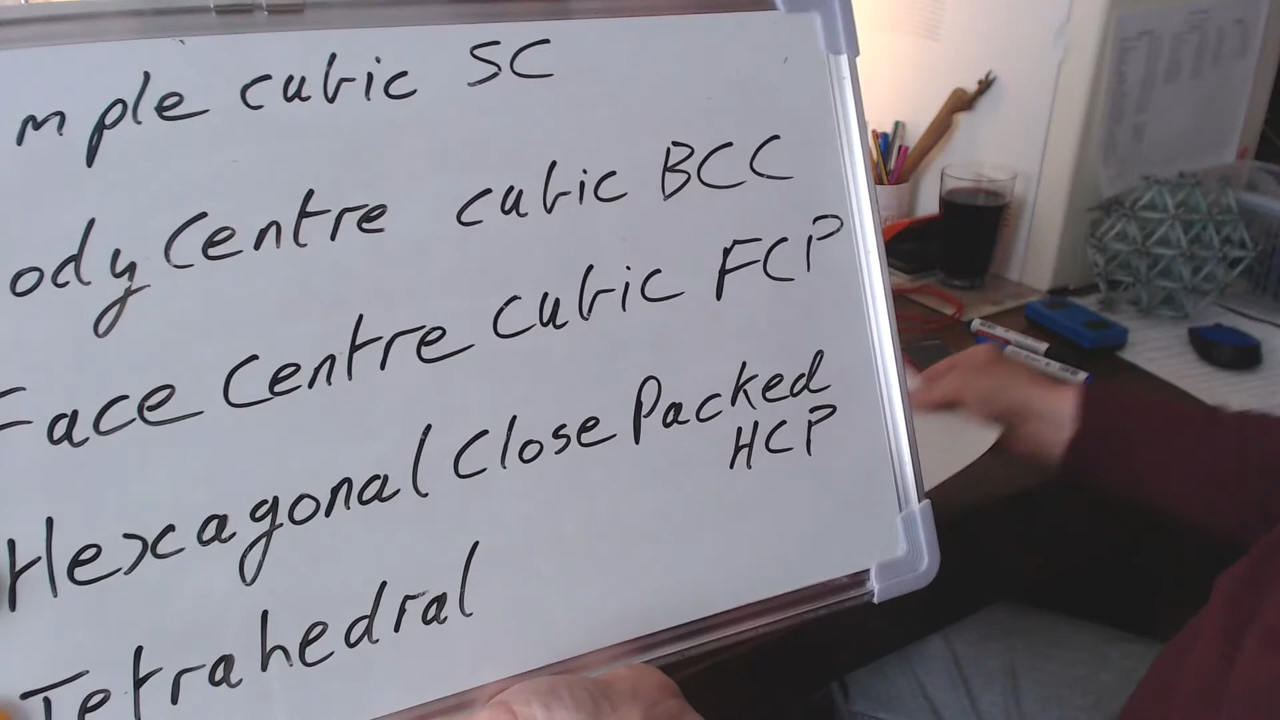 mple cubic SC
ody Centre cubic BCC
Face Centre cubic FCP
Hexagonal Close Packed
HCP
Tetrahedral